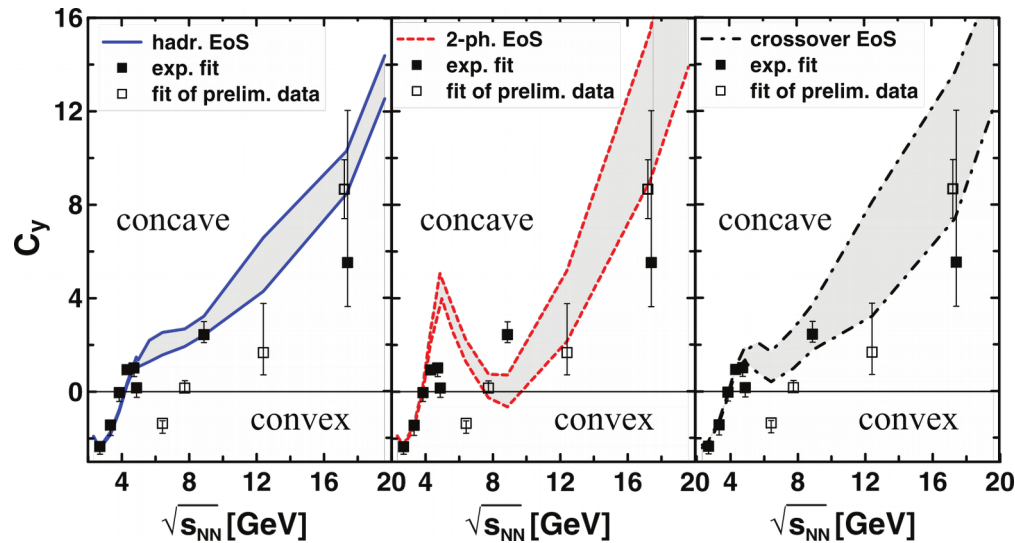 16
12
8
4
0
C_y
hadr. EoS
exp. fit
fit of prelim. data
concave
convex
4 8 12 16
√s_NN [GeV]
2-ph. EoS
exp. fit
fit of prelim. data
concave
convex
4 8 12 16 20
√s_NN [GeV]
crossover EoS
exp. fit
fit of prelim. data
concave
convex
4 8 12 16 20
√s_NN [GeV]